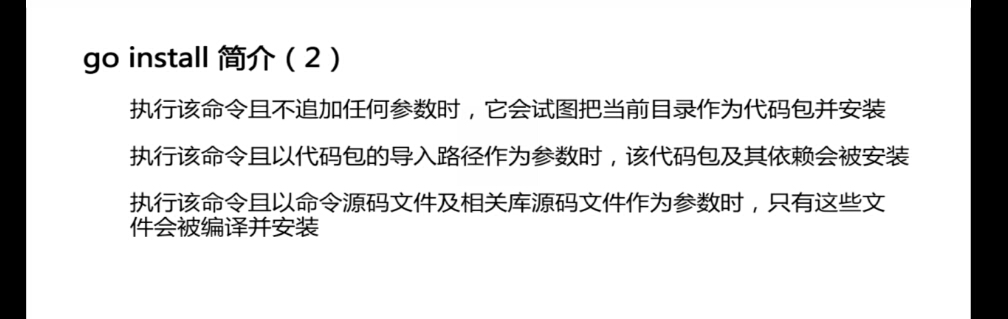 go install 简介（2）
执行该命令且不追加任何参数时，它会试图把当前目录作为代码包并安装
执行该命令且以代码包的导入路径作为参数时，该代码包及其依赖会被安装
执行该命令且以命令源码文件及相关库源码文件作为参数时，只有这些文
件会被编译并安装